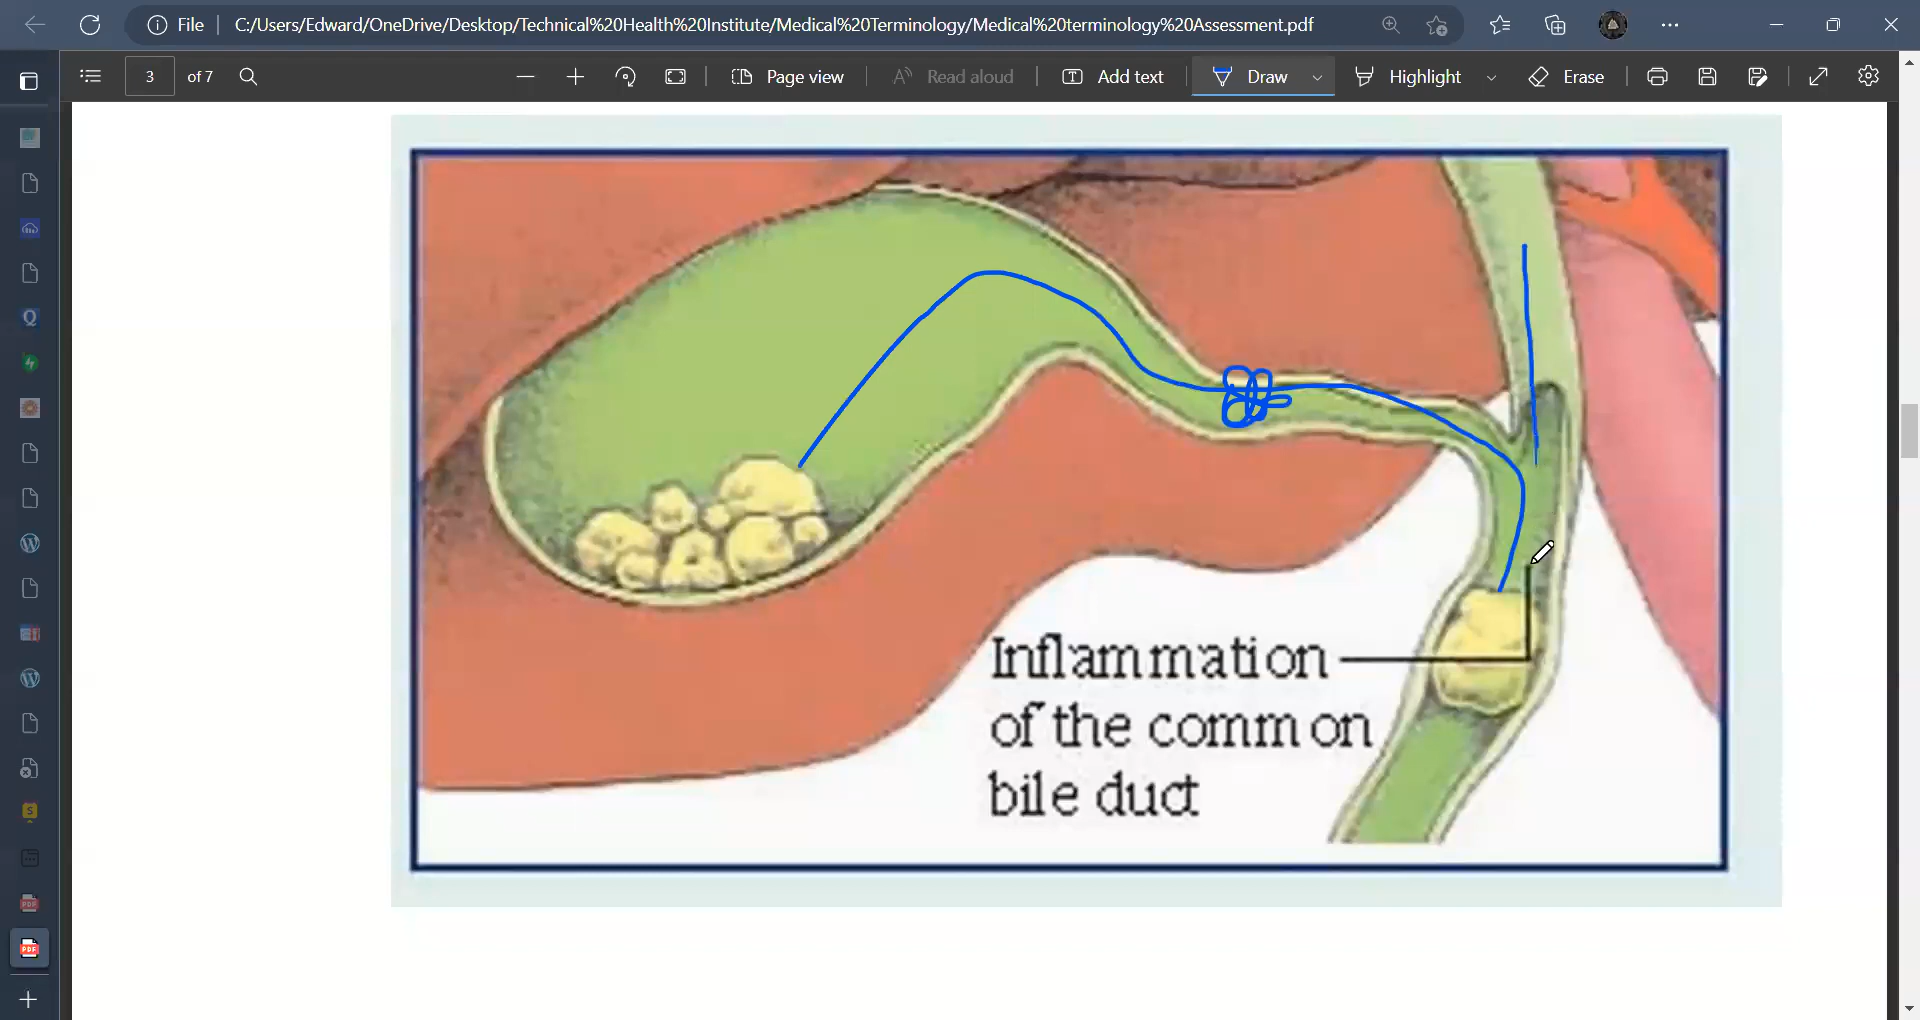 File C:/Users/Edward/OneDrive/Desktop/Technical%20Health%20Institute/Medical%20Terminology/Medical%20terminology%20Assessment.pdf
3 of 7 Page view Read aloud Add text Draw Highlight Erase
Inflammation
of the common
bile duct